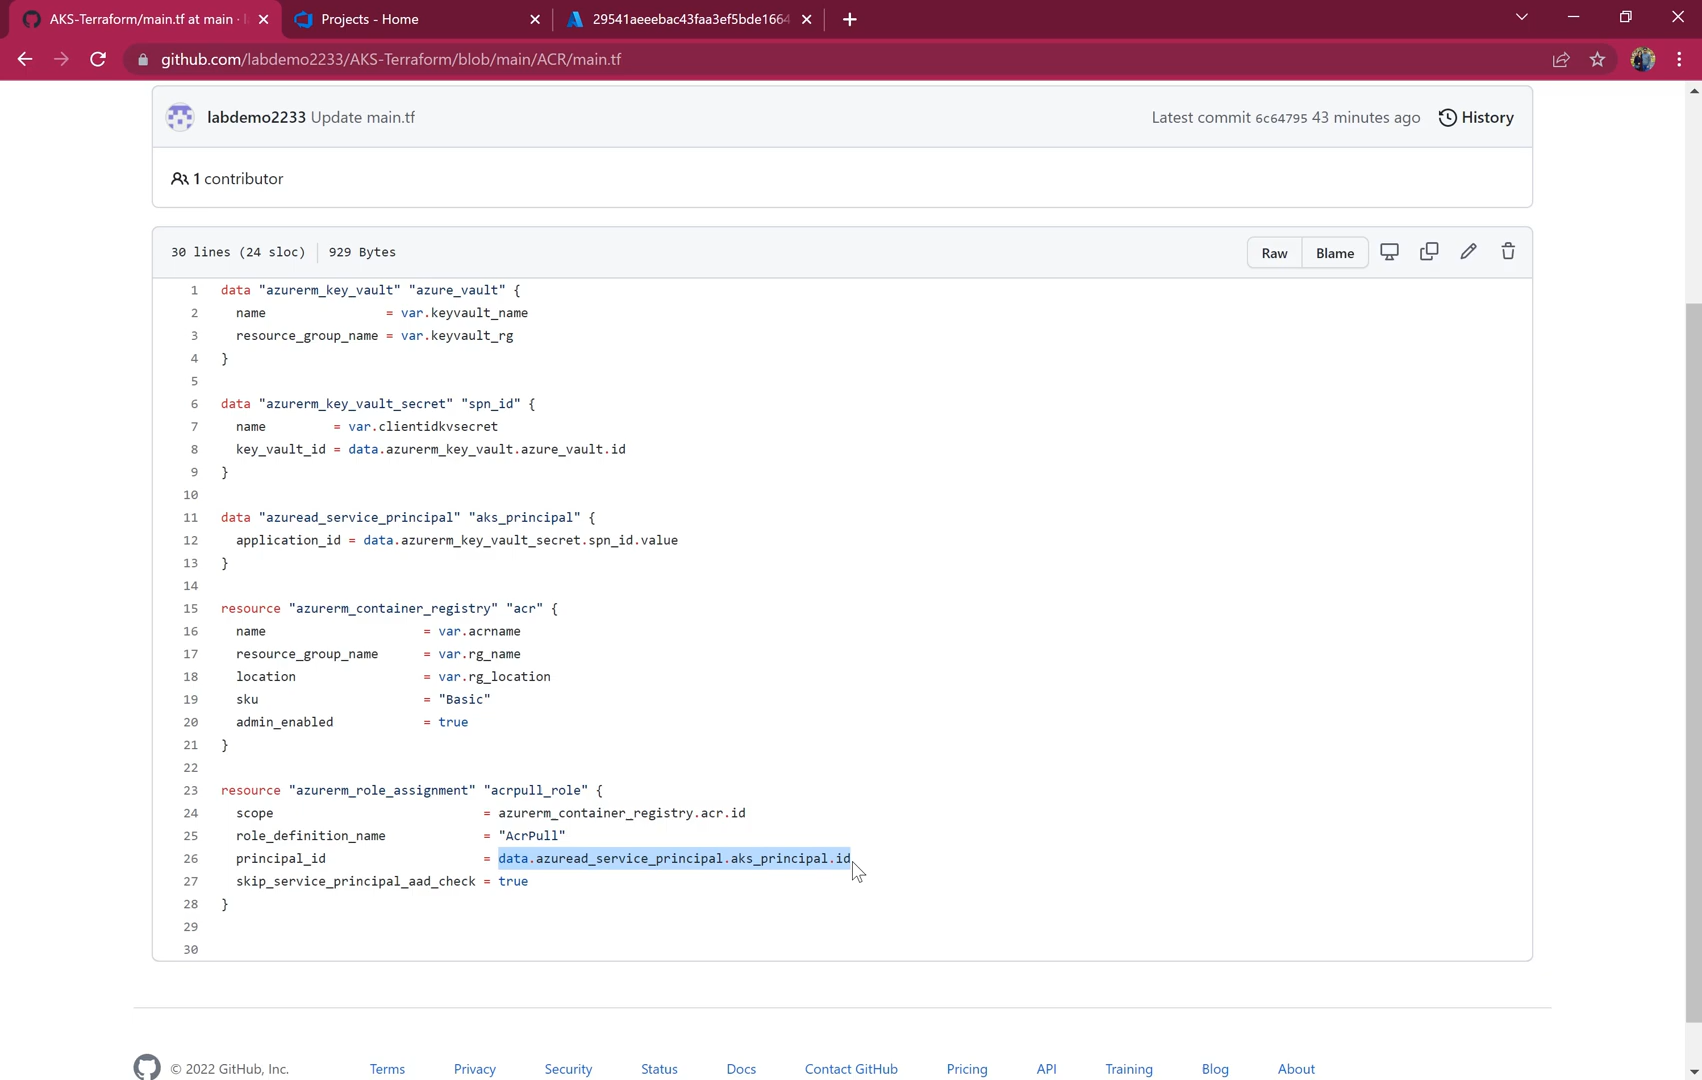 AKS-Terraform/main.tf at main ·
Projects - Home
29541aeeebac43faa3ef5bde1664
github.com/labdemo2233/AKS-Terraform/blob/main/ACR/main.tf
labdemo2233 Update main.tf
Latest commit 6c64795 43 minutes ago
History
1 contributor
30 lines (24 sloc)
929 Bytes
Raw
Blame
1 data "azurerm_key_vault" "azure_vault" {
2 name = var.keyvault_name
3 resource_group_name = var.keyvault_rg
4 }
5
6 data "azurerm_key_vault_secret" "spn_id" {
7 name = var.clientidkvsecret
8 key_vault_id = data.azurerm_key_vault.azure_vault.id
9 }
10
11 data "azuread_service_principal" "aks_principal" {
12 application_id = data.azurerm_key_vault_secret.spn_id.value
13 }
14
15 resource "azurerm_container_registry" "acr" {
16 name = var.acrname
17 resource_group_name = var.rg_name
18 location = var.rg_location
19 sku = "Basic"
20 admin_enabled = true
21 }
22
23 resource "azurerm_role_assignment" "acrpull_role" {
24 scope = azurerm_container_registry.acr.id
25 role_definition_name = "AcrPull"
26 principal_id = data.azuread_service_principal.aks_principal.id
27 skip_service_principal_aad_check = true
28 }
29
30
© 2022 GitHub, Inc.
Terms
Privacy
Security
Status
Docs
Contact GitHub
Pricing
API
Training
Blog
About